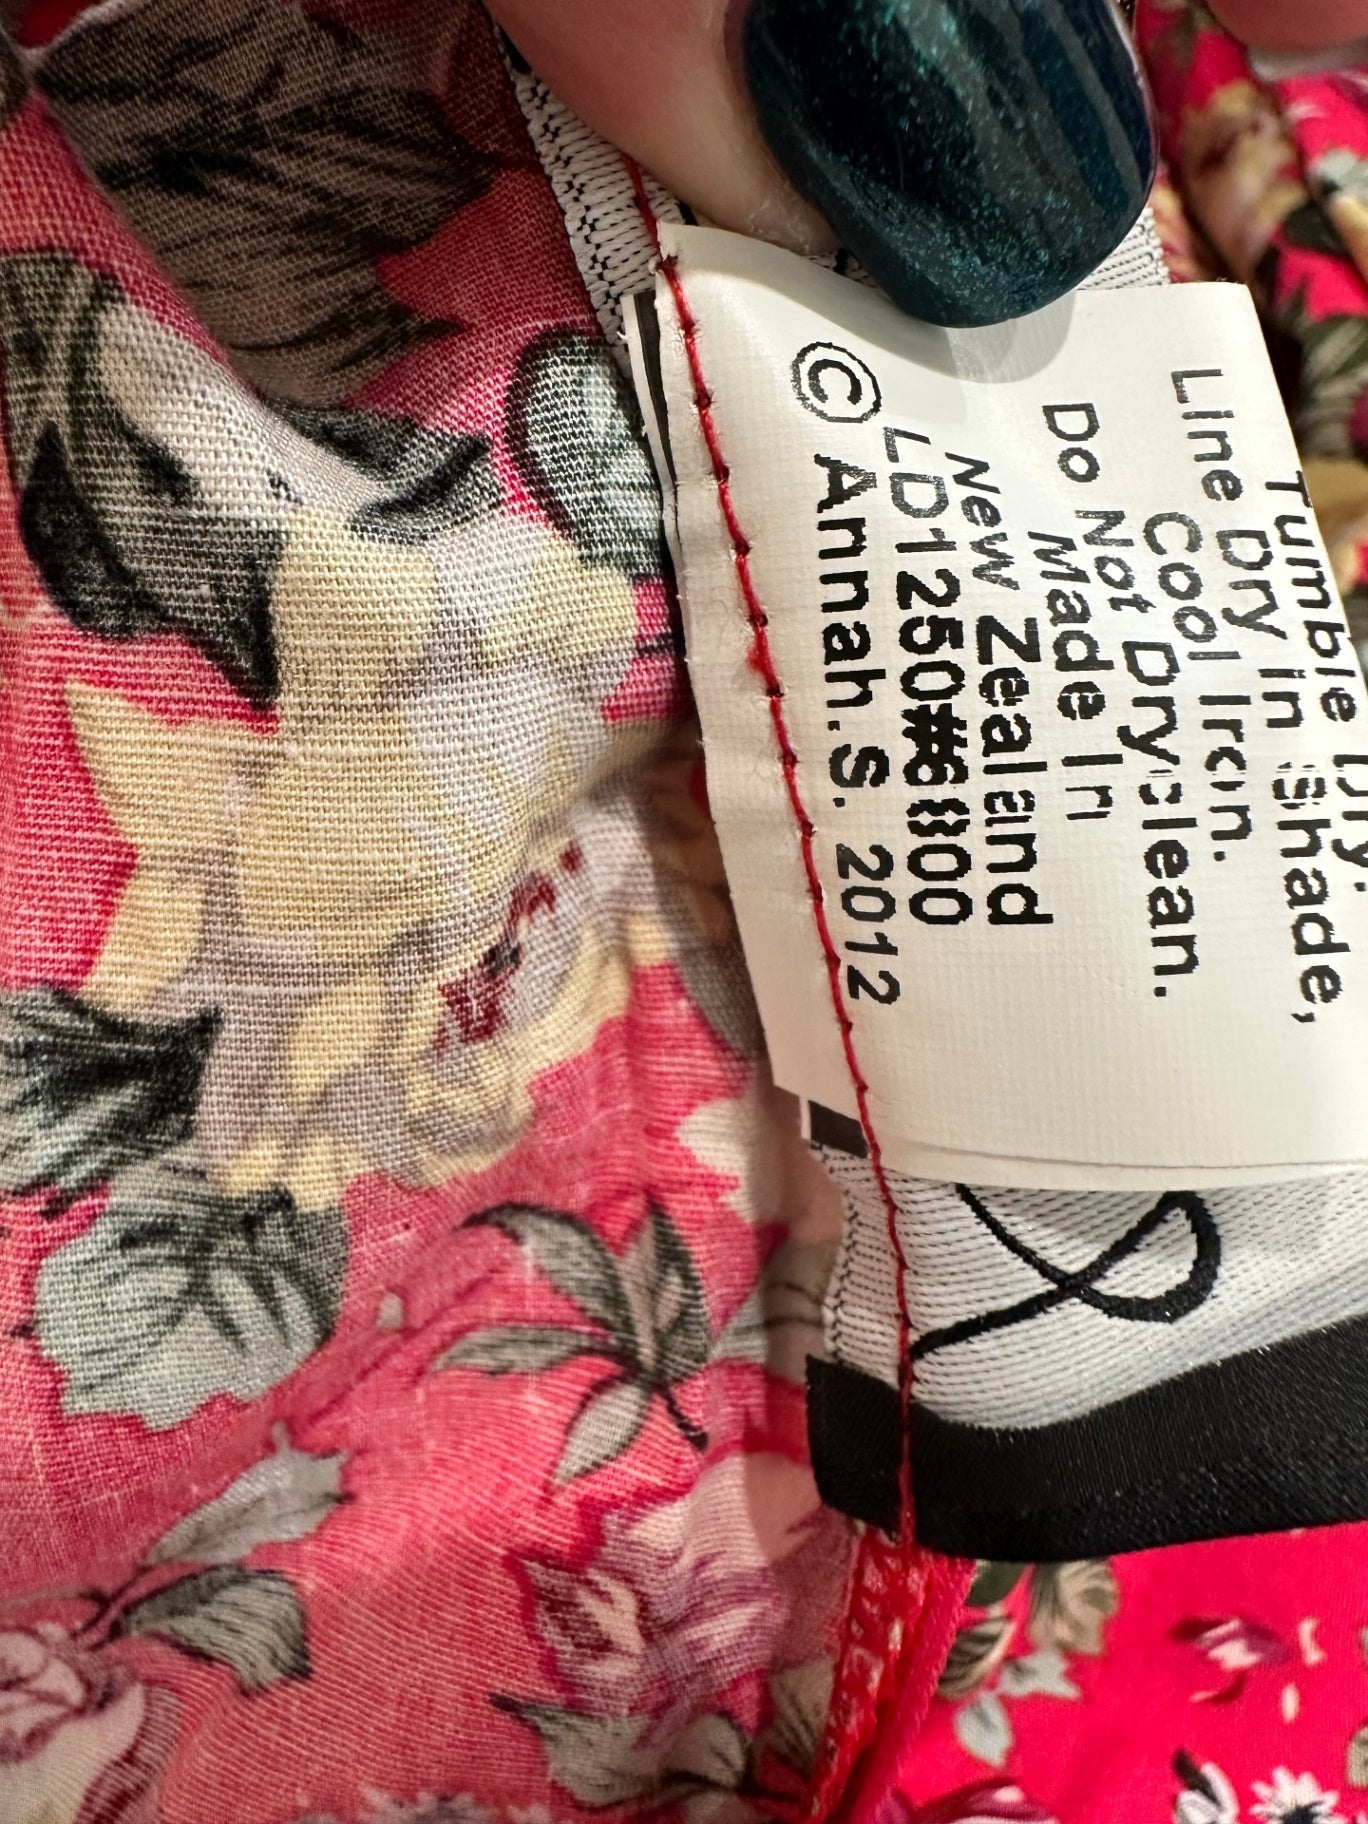 Tumble Dry.
Line Dry in Shade,
Cool Iron.
Do Not Dryclean.
Made In
New Zealand
LD1250#6800
© Annah.S. 2012